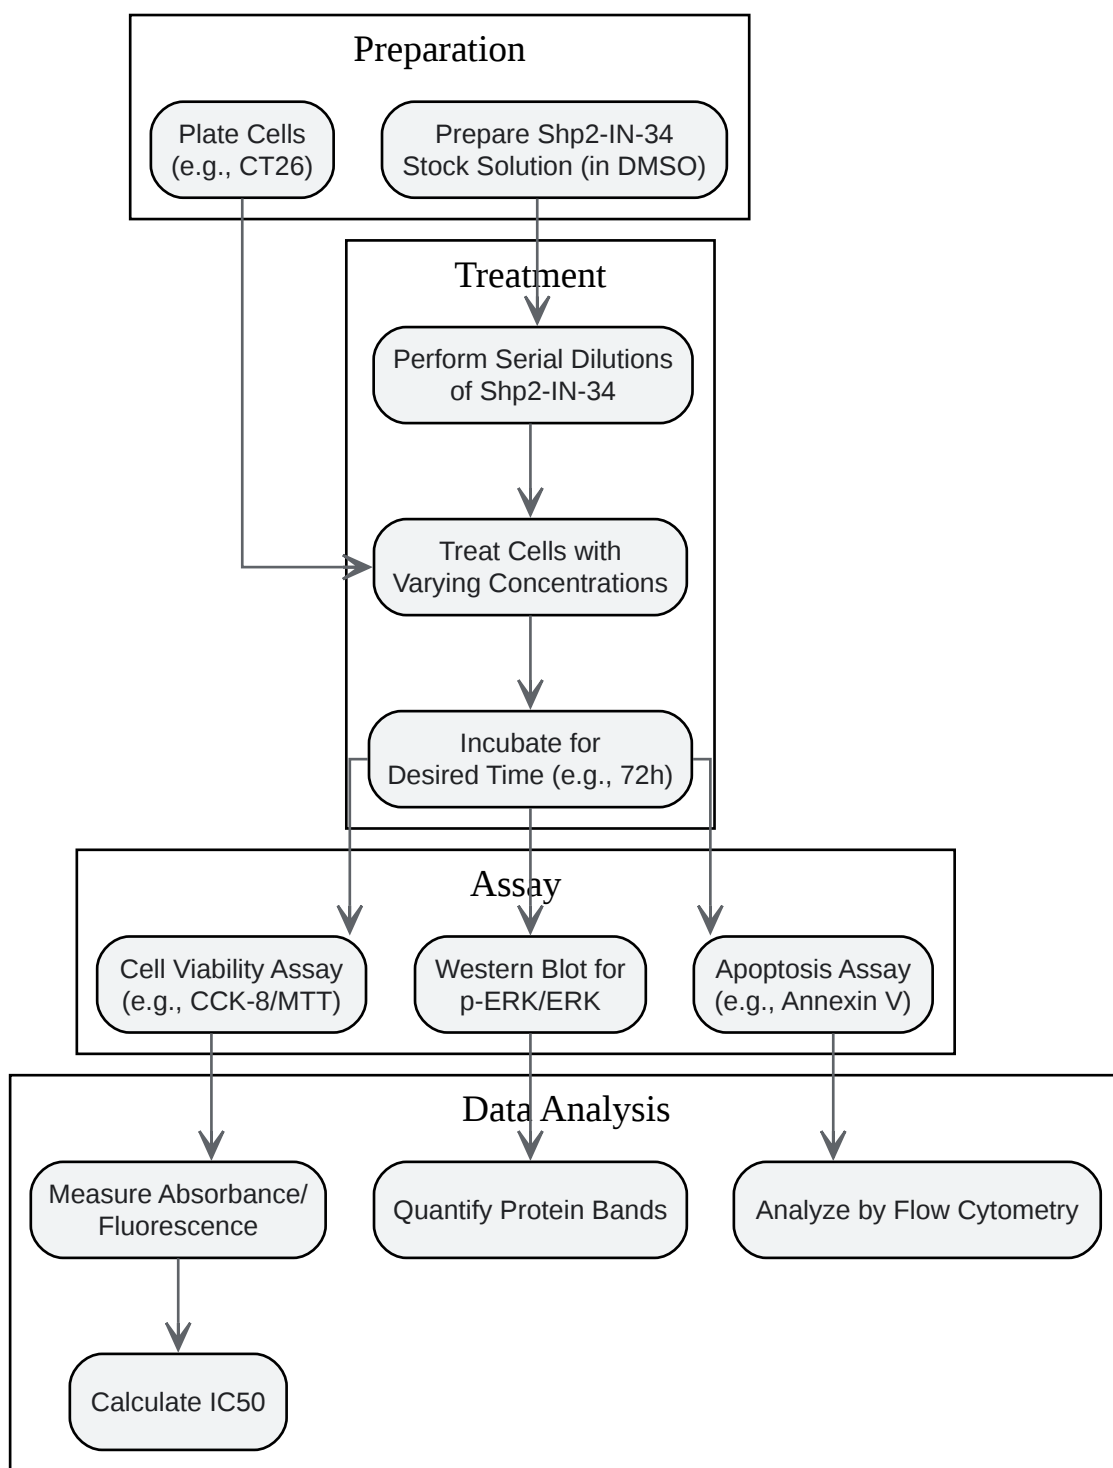 Preparation
Plate Cells
(e.g., CT26)
Prepare Shp2-IN-34
Stock Solution (in DMSO)
Treatment
Perform Serial Dilutions
of Shp2-IN-34
Treat Cells with
Varying Concentrations
Incubate for
Desired Time (e.g., 72h)
Assay
Cell Viability Assay
(e.g., CCK-8/MTT)
Western Blot for
p-ERK/ERK
Apoptosis Assay
(e.g., Annexin V)
Data Analysis
Measure Absorbance/
Fluorescence
Quantify Protein Bands
Analyze by Flow Cytometry
Calculate IC50